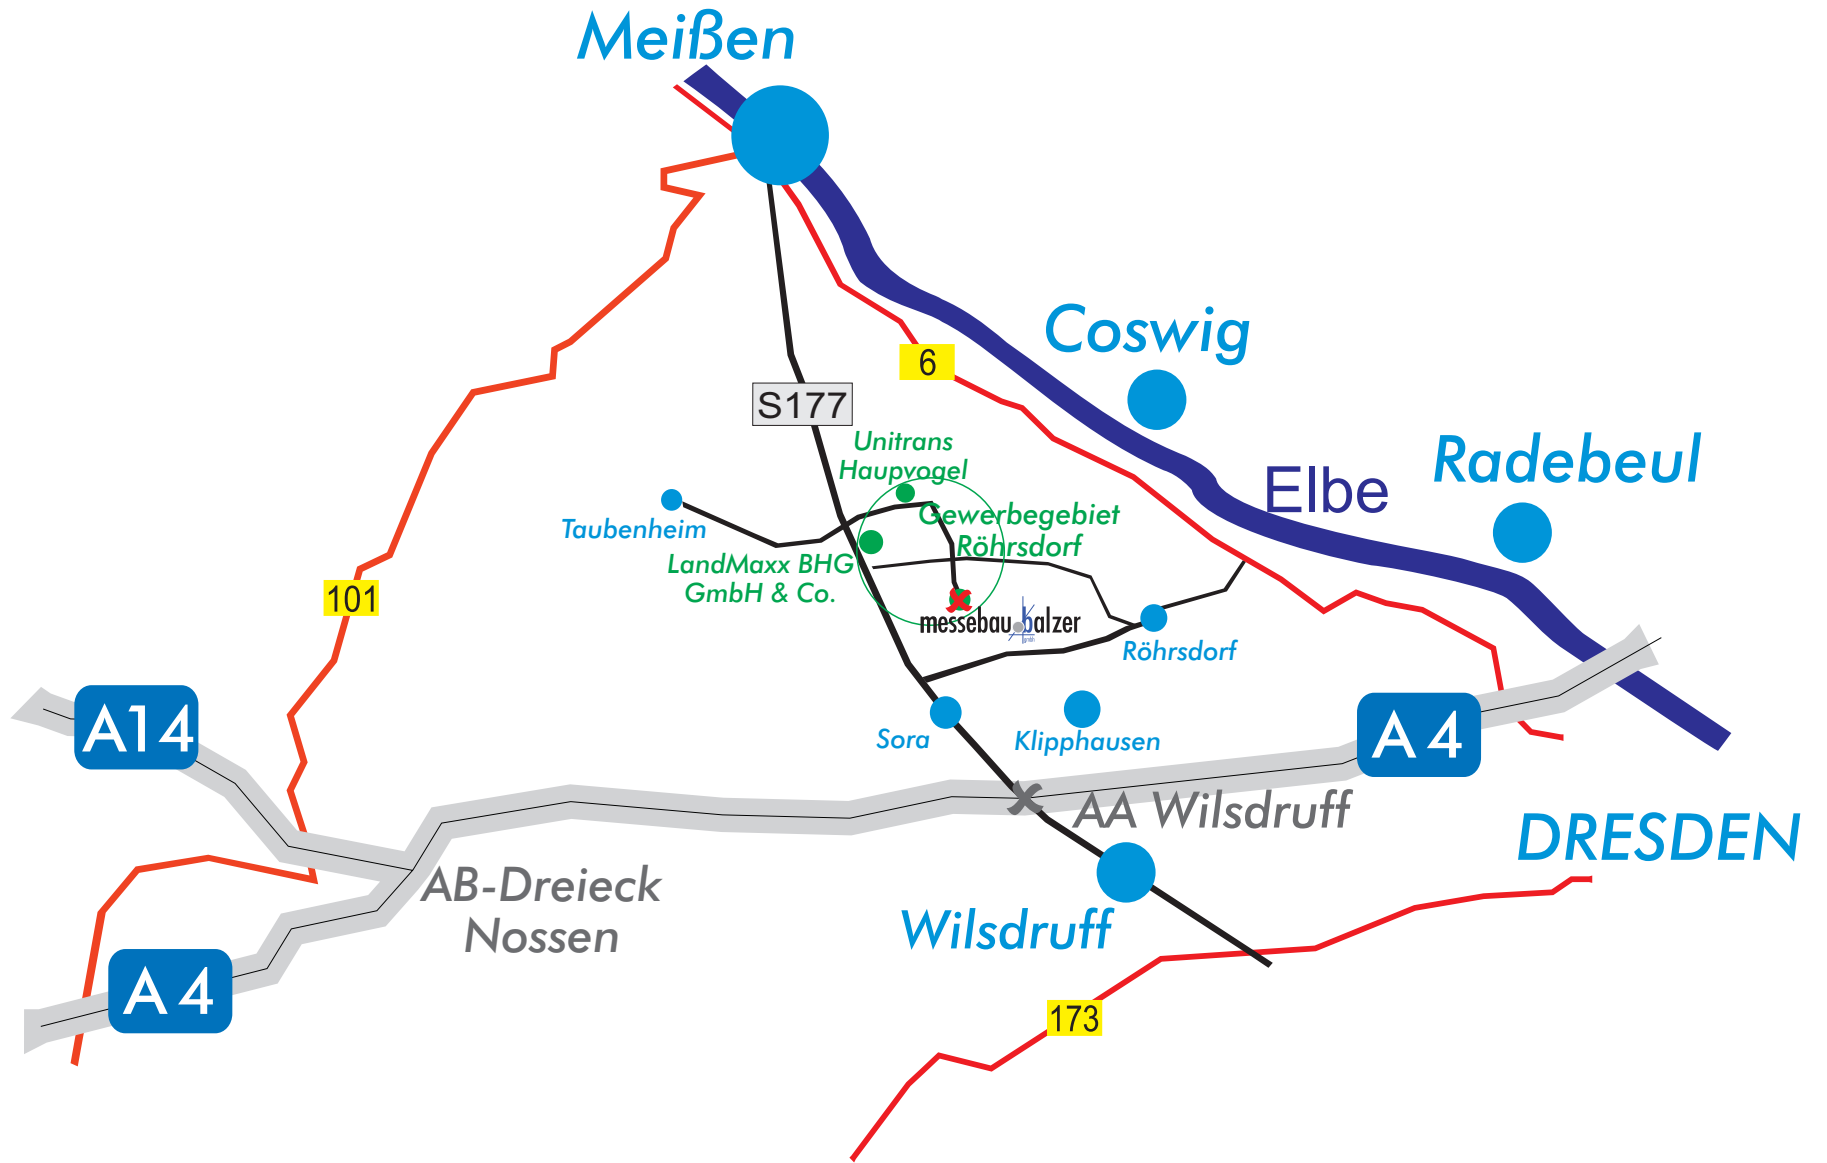 Meißen
Coswig
6
S177
Radebeul
Unitrans
Haupvogel
Elbe
Gewerbegebiet
Röhrsdorf
Taubenheim
LandMaxx BHG
GmbH & Co.
101
messebau balzer
gmbh
Röhrsdorf
A14
Sora
Klipphausen
A 4
AA Wilsdruff
DRESDEN
AB-Dreieck
Nossen
Wilsdruff
A 4
173